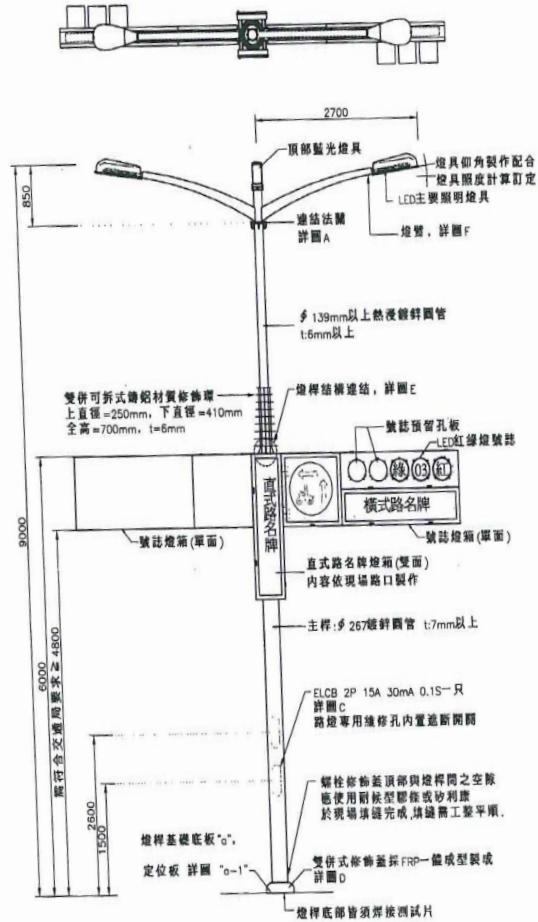 2700
頂部藍光燈具
燈具仰角製作配合
燈具照度計算訂定
LED主要照明燈具
850
連結法蘭
詳圖A
燈臂，詳圖F
∮139mm以上熱浸鍍鋅圓管
t:6mm以上
雙併可拆式鑄鋁材質修飾環
上直徑=250mm，下直徑=410mm
全高=700mm，t=6mm
燈桿結構連結，詳圖E
號誌預留孔板
LED紅綠燈號誌
綠 03 紅
直式路名牌
橫式路名牌
號誌燈箱(單面)
號誌燈箱(單面)
直式路名牌燈箱(雙面)
內容依現場路口製作
9000
6000
需符合交通局要求≥4800
主桿:∮267鍍鋅圓管 t:7mm以上
ELCB 2P 15A 30mA 0.1S一只
詳圖C
路燈專用維修孔內置遮斷開關
2600
1500
螺栓修飾蓋頂部與燈桿間之空隙
應使用耐候型膠條或矽利康
於現場填縫完成,填縫需工整平順.
燈桿基礎底板"a",
定位板 詳圖 "a-1"
雙併式修飾蓋採FRP一體成型製成
詳圖D
燈桿底部皆須焊接測試片